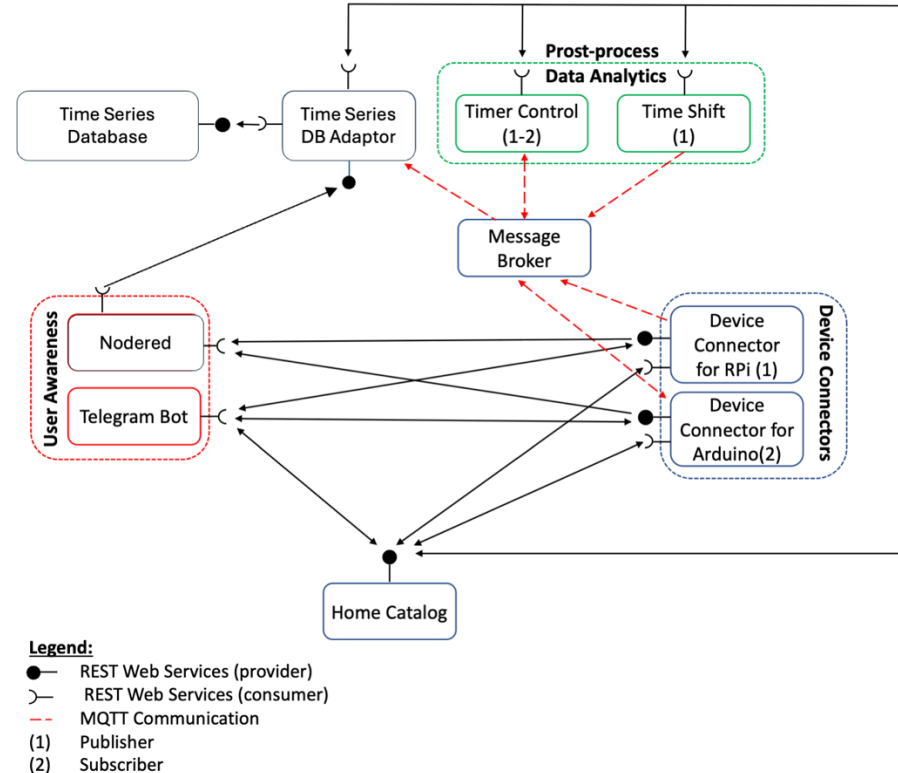 Prost-process
Data Analytics
Time Series
Database
Time Series
DB Adaptor
Timer Control
(1-2)
Time Shift
(1)
Message
Broker
User Awareness
Nodered
Telegram Bot
Device
Connector
for RPi (1)
Device
Connector for
Arduino(2)
Device Connectors
Home Catalog
Legend:
REST Web Services (provider)
REST Web Services (consumer)
MQTT Communication
(1) Publisher
(2) Subscriber